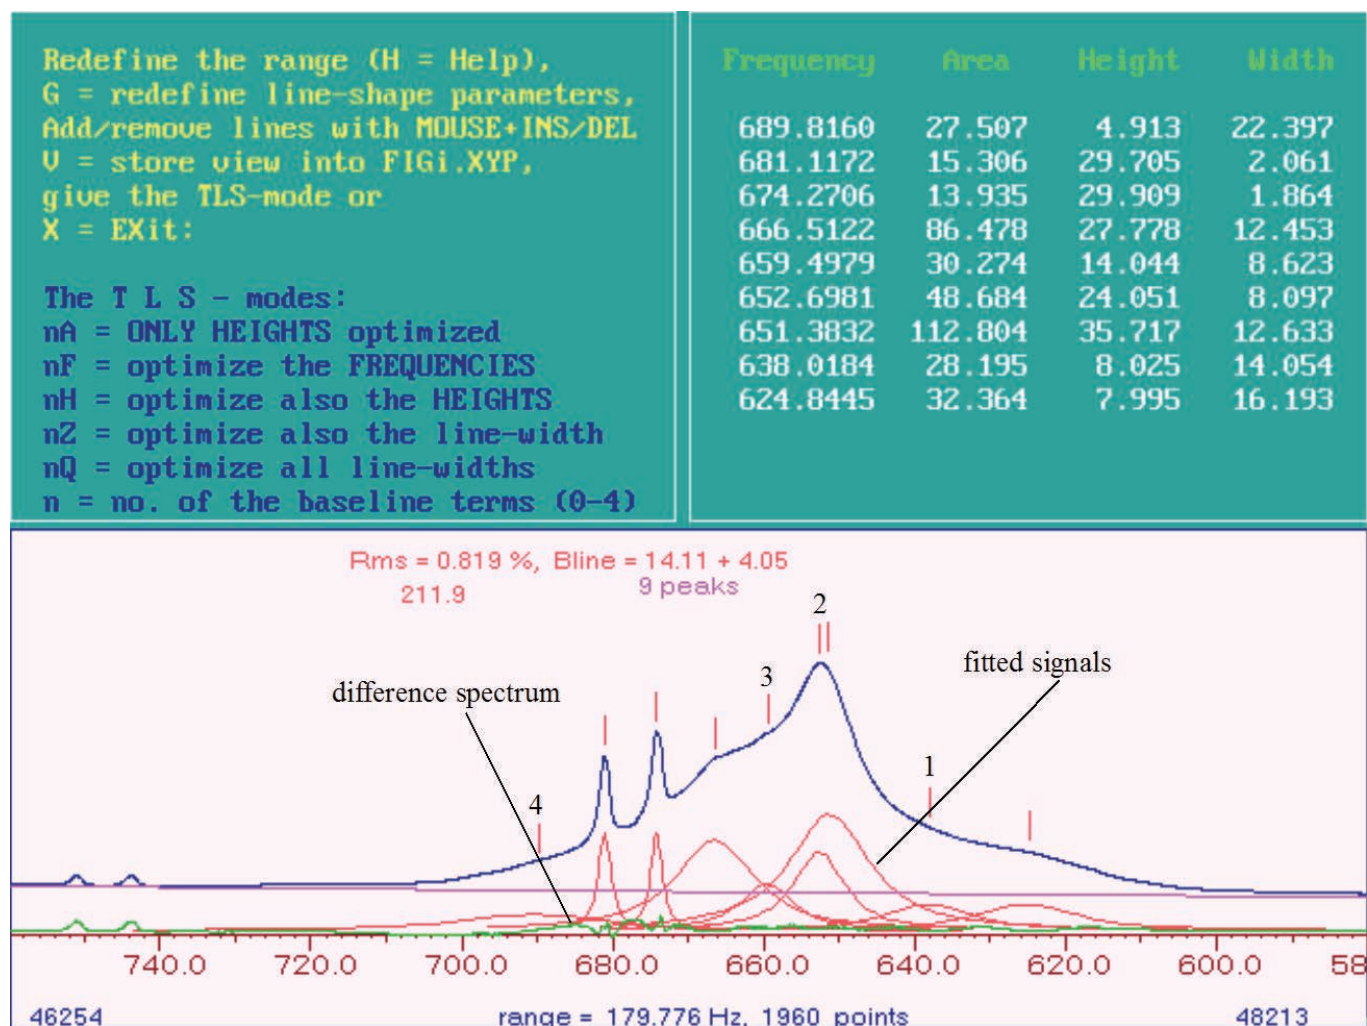 Redefine the range (H = Help),
G = redefine line-shape parameters,
Add/remove lines with MOUSE+INS/DEL
V = store view into FIGi.XYP,
give the TLS-mode or
X = EXit:
The T L S - modes:
nA = ONLY HEIGHTS optimized
nF = optimize the FREQUENCIES
nH = optimize also the HEIGHTS
nZ = optimize also the line-width
nQ = optimize all line-widths
n = no. of the baseline terms (0-4)
Frequency Area Height Width
689.8160 27.507 4.913 22.397
681.1172 15.306 29.705 2.061
674.2706 13.935 29.909 1.864
666.5122 86.478 27.778 12.453
659.4979 30.274 14.044 8.623
652.6981 48.684 24.051 8.097
651.3832 112.804 35.717 12.633
638.0184 28.195 8.025 14.054
624.8445 32.364 7.995 16.193
Rms = 0.819 %, Bline = 14.11 + 4.05
211.9 9 peaks
2
fitted signals
3
difference spectrum
1
4
740.0 720.0 700.0 680.0 660.0 640.0 620.0 600.0 58
46254 range = 179.776 Hz, 1960 points 48213